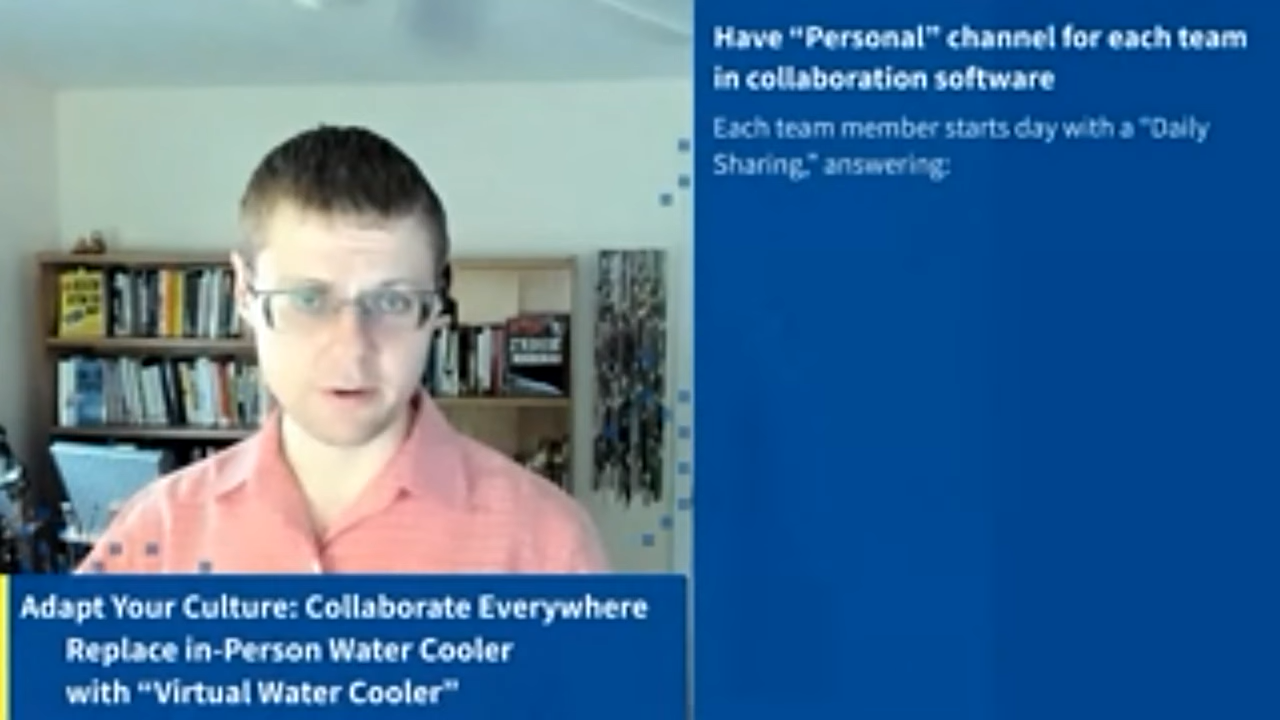 Have “Personal” channel for each team
in collaboration software
Each team member starts day with a “Daily
Sharing,” answering:
Adapt Your Culture: Collaborate Everywhere
Replace in-Person Water Cooler
with “Virtual Water Cooler”